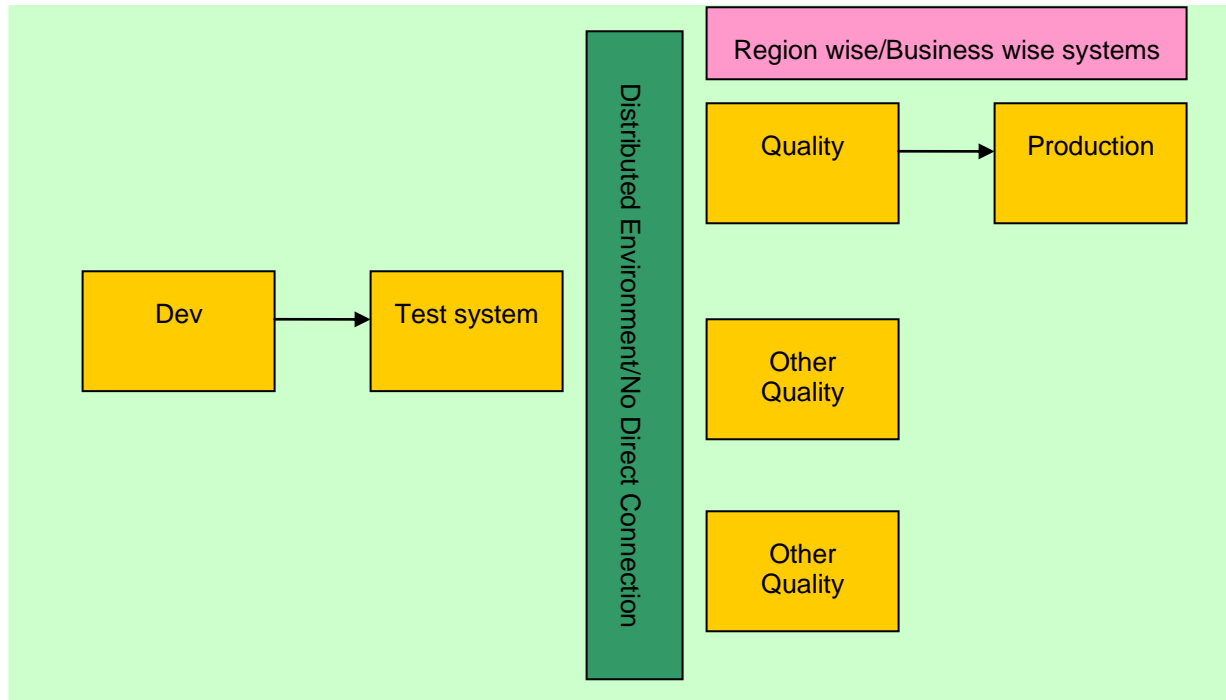 Region wise/Business wise systems
Quality
Production
Distributed Environment/No Direct Connection
Dev
Test system
Other
Quality
Other
Quality